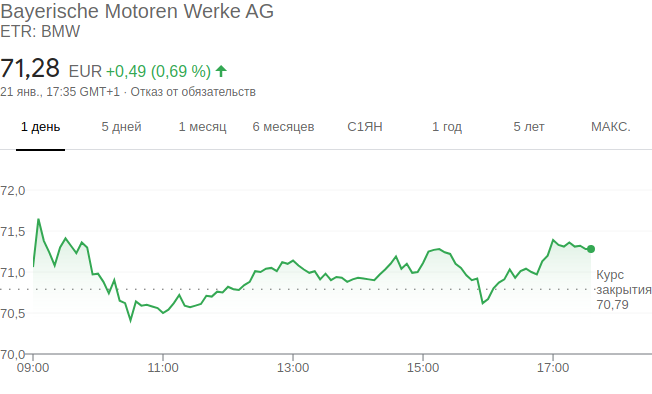 Bayerische Motoren Werke AG
ETR: BMW
71,28 EUR +0,49 (0,69 %)
21 янв., 17:35 GMT+1 · Отказ от обязательств
1 день 5 дней 1 месяц 6 месяцев С1ЯН 1 год 5 лет МАКС.
72,0
71,5
71,0
70,5
70,0
Курс
закрытия
70,79
09:00 11:00 13:00 15:00 17:00